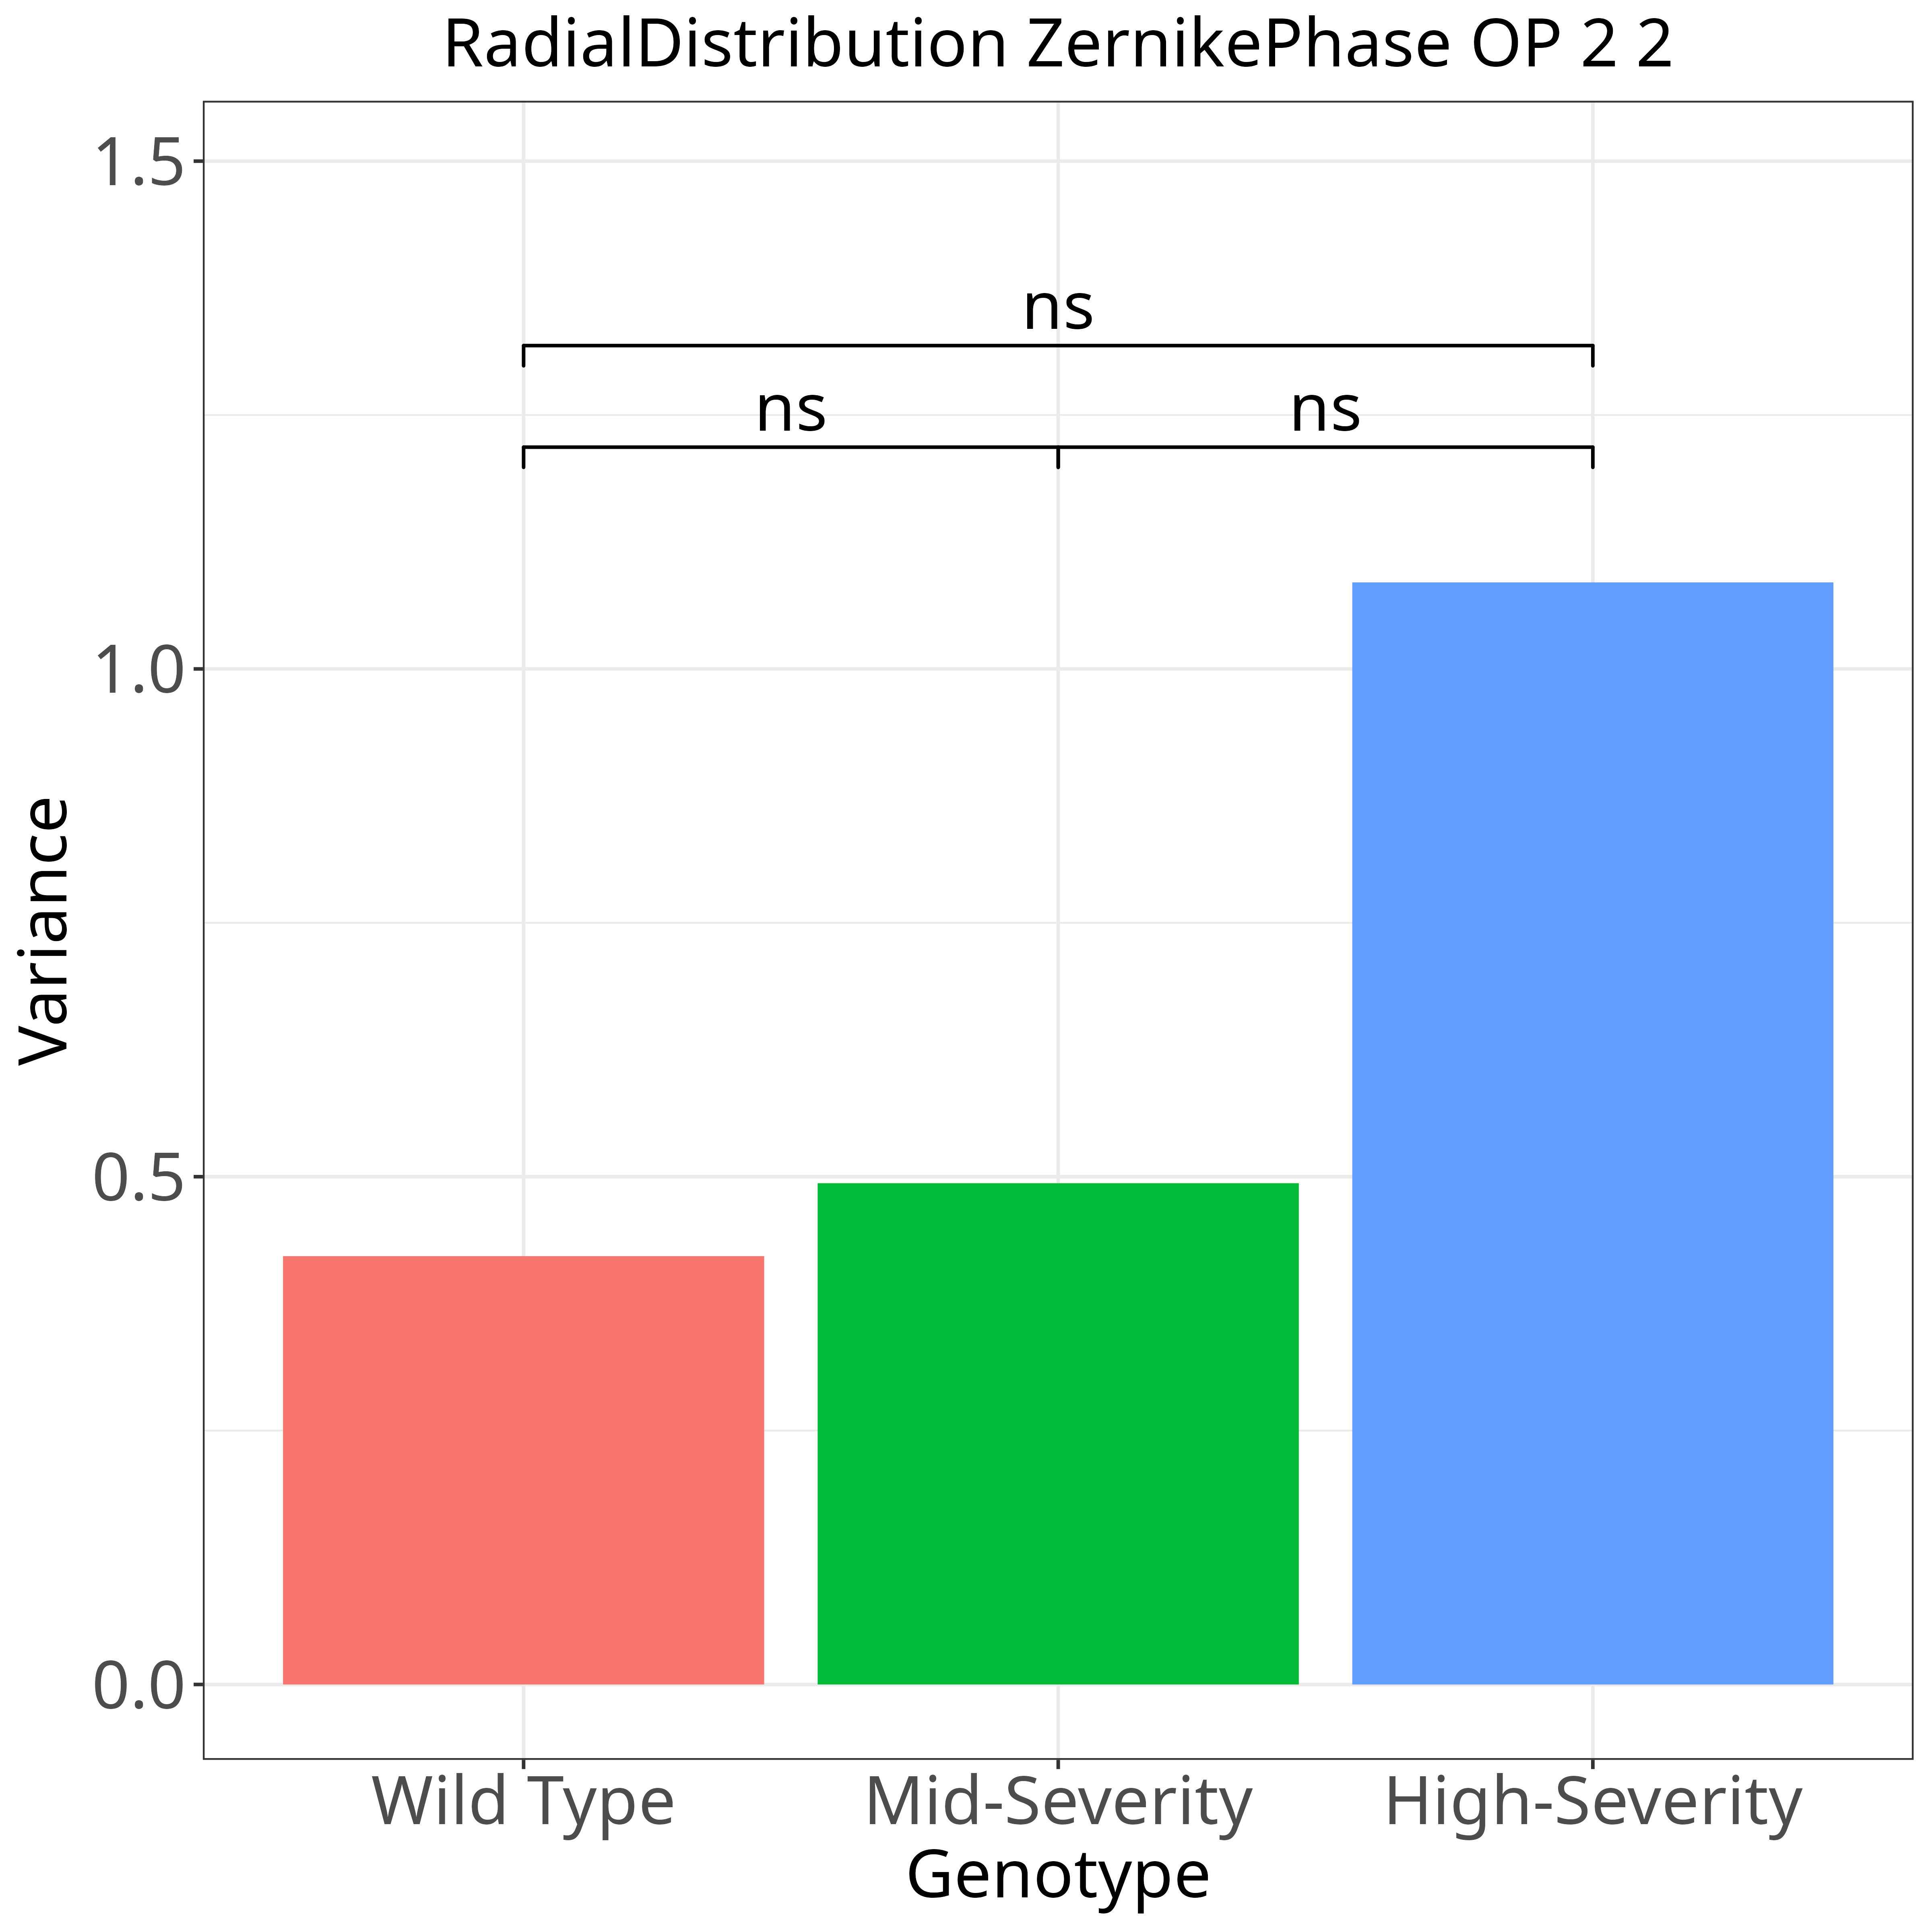 RadialDistribution ZernikePhase OP 2 2
1.5
ns
ns ns
1.0
Variance
0.5
0.0
Wild Type Mid-Severity High-Severity
Genotype